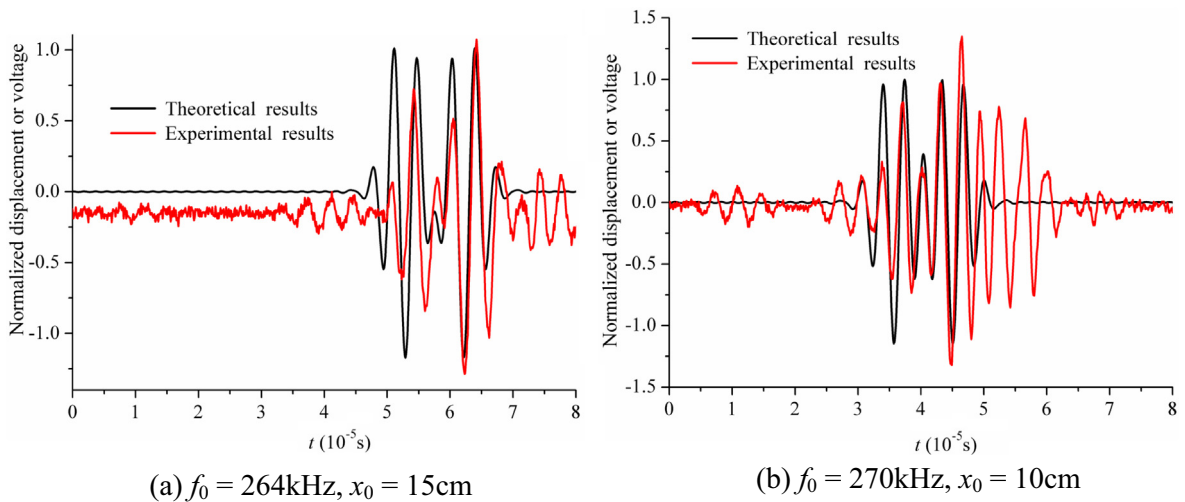 Normalized displacement or voltage
1.0
0.5
0.0
-0.5
-1.0
Theoretical results
Experimental results
0 1 2 3 4 5 6 7 8
t (10⁻⁵s)
(a) f₀ = 264kHz, x₀ = 15cm
Normalized displacement or voltage
1.5
1.0
0.5
0.0
-0.5
-1.0
-1.5
Theoretical results
Experimental results
0 1 2 3 4 5 6 7 8
t (10⁻⁵s)
(b) f₀ = 270kHz, x₀ = 10cm